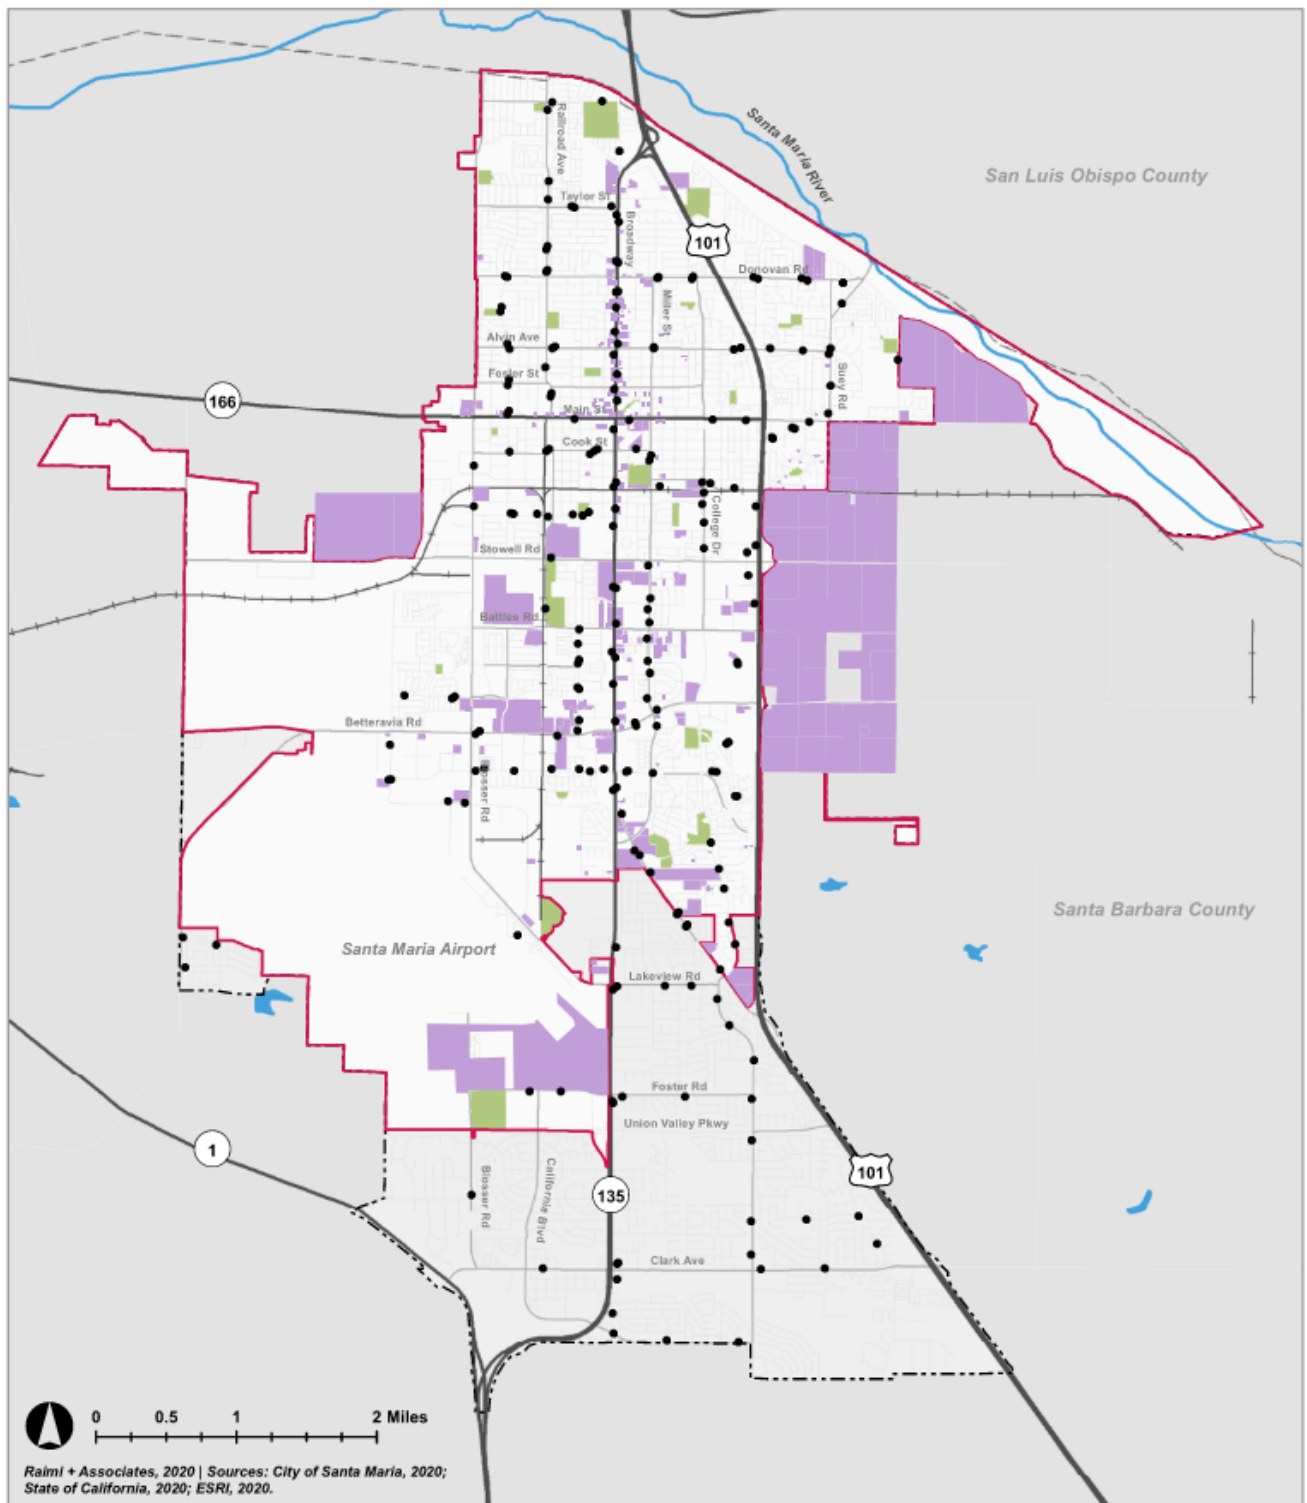 Santa Maria River
San Luis Obispo County
Railroad Ave
Taylor St
Broadway
101
Donovan Rd
Miller St
Alvin Ave
Suey Rd
Fesler St
166
Main St
Cook St
College Dr
Stowell Rd
Battles Rd
Betteravia Rd
Blosser Rd
Santa Maria Airport
Santa Barbara County
Lakeview Rd
Foster Rd
Union Valley Pkwy
1
101
Blosser Rd
California Blvd
135
Clark Ave
0 0.5 1 2 Miles
Raimi + Associates, 2020 | Sources: City of Santa Maria, 2020;
State of California, 2020; ESRI, 2020.